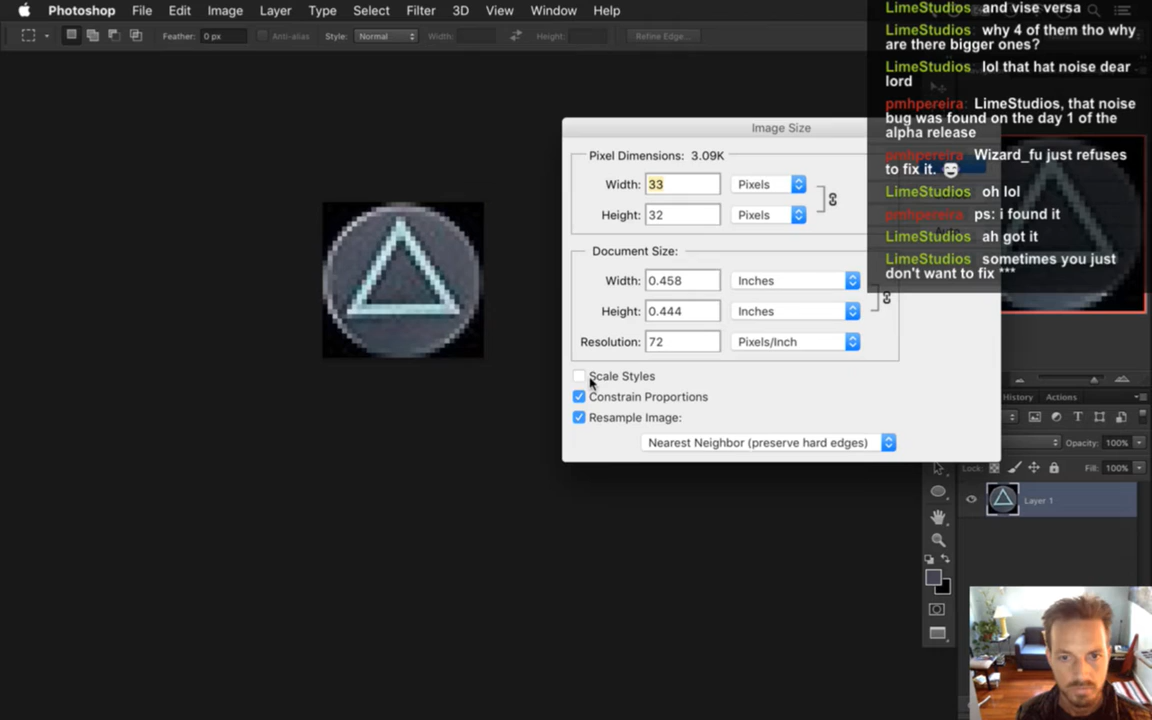 Photoshop File Edit Image Layer Type Select Filter 3D View Window Help
Feather: 0 px Anti-alias Style: Normal Width: Height: Refine Edge...
LimeStudios and vise versa
LimeStudios why 4 of them tho why
are there bigger ones?
LimeStudios lol that hat noise dear
lord
pmhpereira: LimeStudios, that noise
bug was found on the day 1 of the
alpha release
pmhpereira Wizard_fu just refuses
to fix it.
LimeStudios oh lol
pmhpereira ps: i found it
LimeStudios ah got it
LimeStudios sometimes you just
don't want to fix ***
Image Size
Pixel Dimensions: 3.09K
Width: 33 Pixels
Height: 32 Pixels
Document Size:
Width: 0.458 Inches
Height: 0.444 Inches
Resolution: 72 Pixels/Inch
Scale Styles
Constrain Proportions
Resample Image:
Nearest Neighbor (preserve hard edges)
History Actions
Opacity: 100%
Lock: Fill: 100%
Layer 1